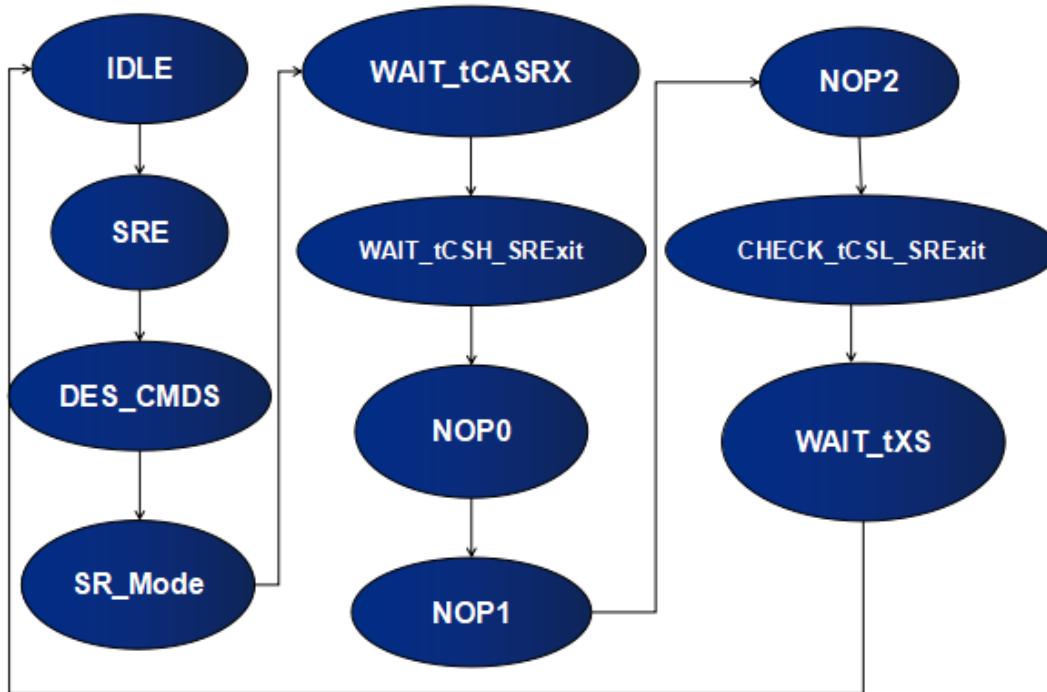 IDLE
SRE
DES_CMDS
SR_Mode
WAIT_tCASRX
WAIT_tCSH_SRExit
NOP0
NOP1
NOP2
CHECK_tCSL_SRExit
WAIT_tXS